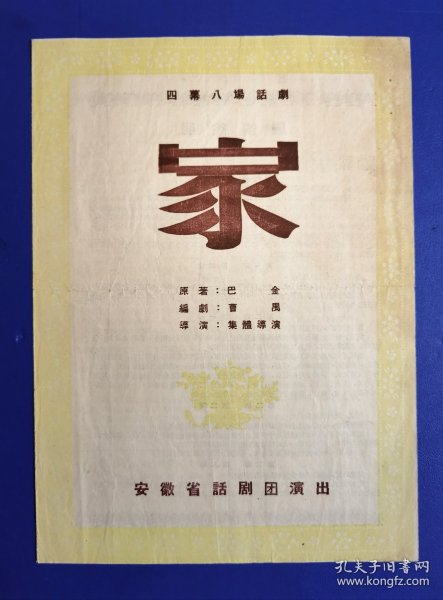 四幕八場話劇
家
原著：巴金
編劇：曹禺
導演：集體導演
安徽省話剧团演出
孔夫子旧书网
www.kongfz.com